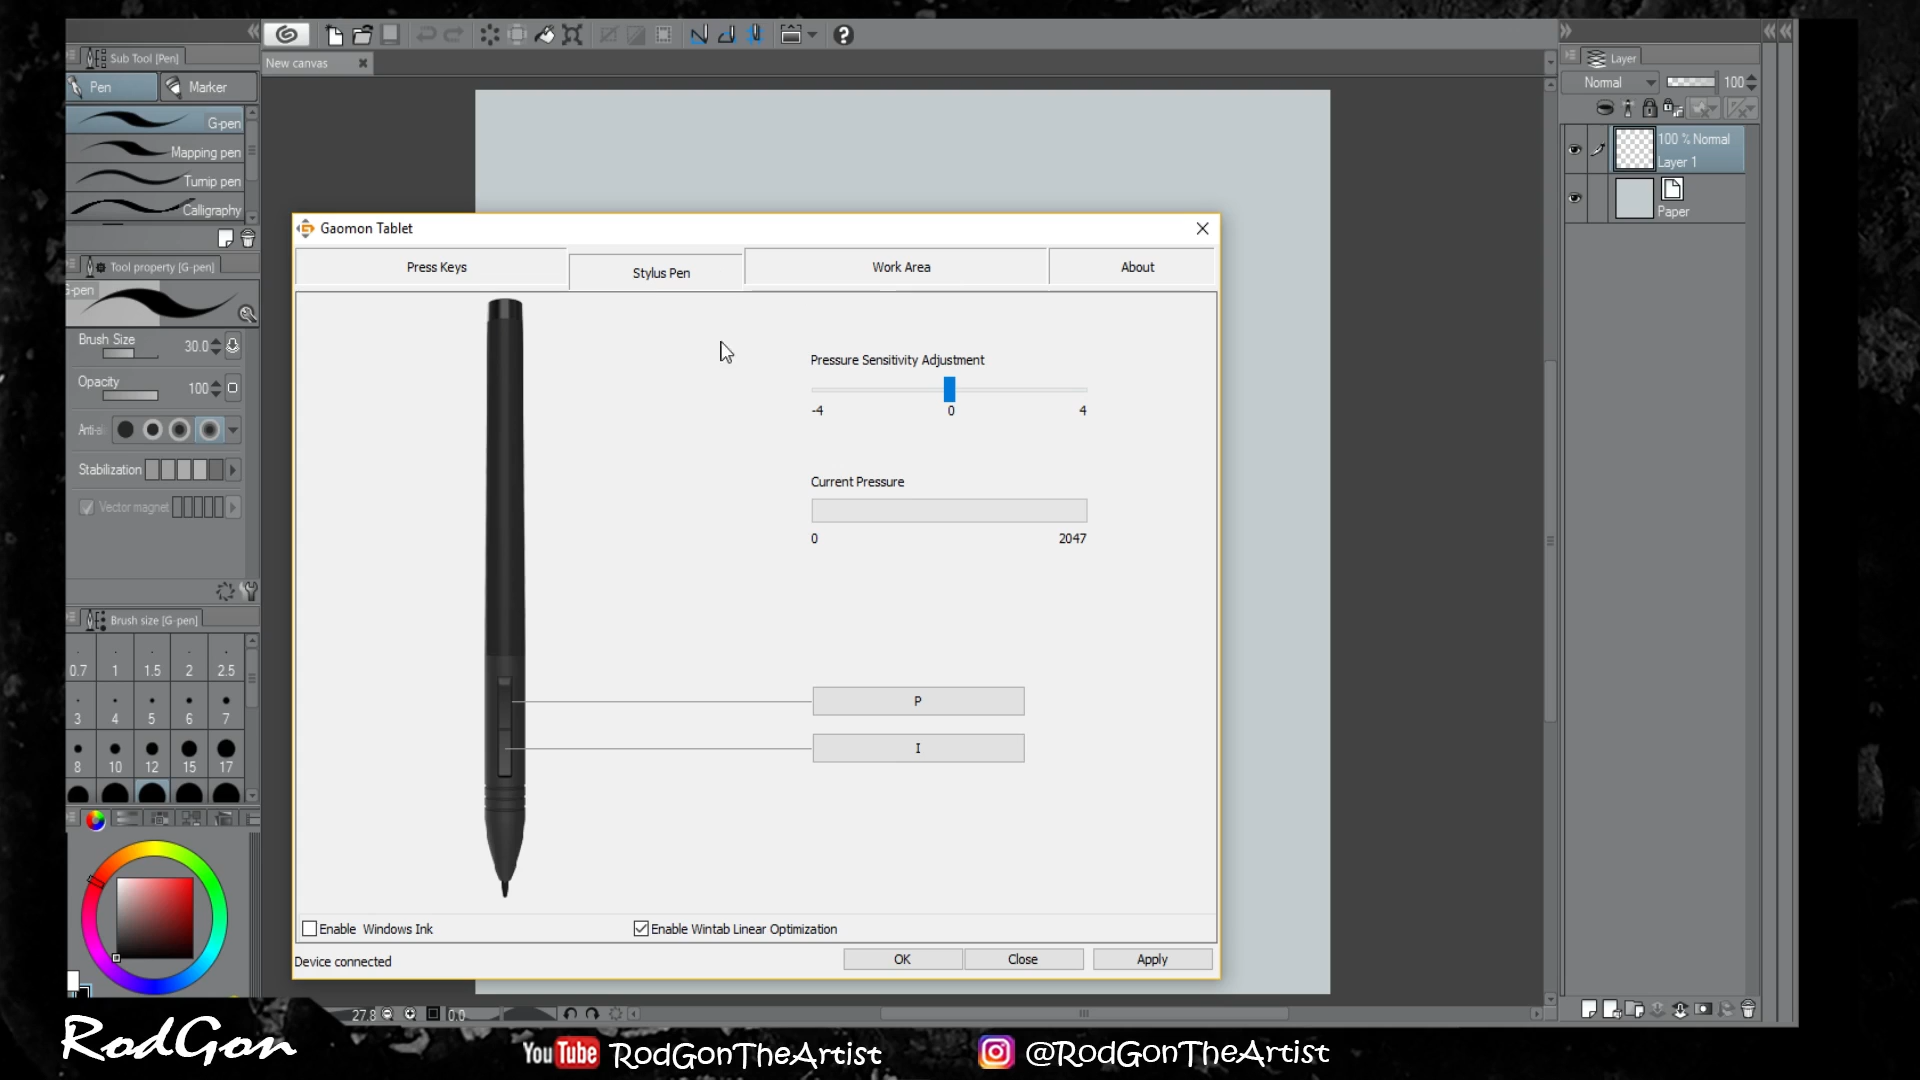 Sub Tool [Pen]
Pen
Marker
G-pen
Mapping pen
Turnip pen
Calligraphy
Tool property [G-pen]
G-pen
Brush Size
30.0
Opacity
100
Stabilization
Vector magnet
Brush size [G-pen]
0.7 1 1.5 2 2.5
3 4 5 6 7
8 10 12 15 17
New canvas
Gaomon Tablet
Press Keys
Stylus Pen
Work Area
About
Pressure Sensitivity Adjustment
-4 0 4
Current Pressure
0 2047
P
I
Enable Windows Ink
Enable Wintab Linear Optimization
Device connected
OK
Close
Apply
27.8
0.0
Layer
Normal
100
100 % Normal
Layer 1
Paper
RodGon
YouTube RodGonTheArtist
@RodGonTheArtist